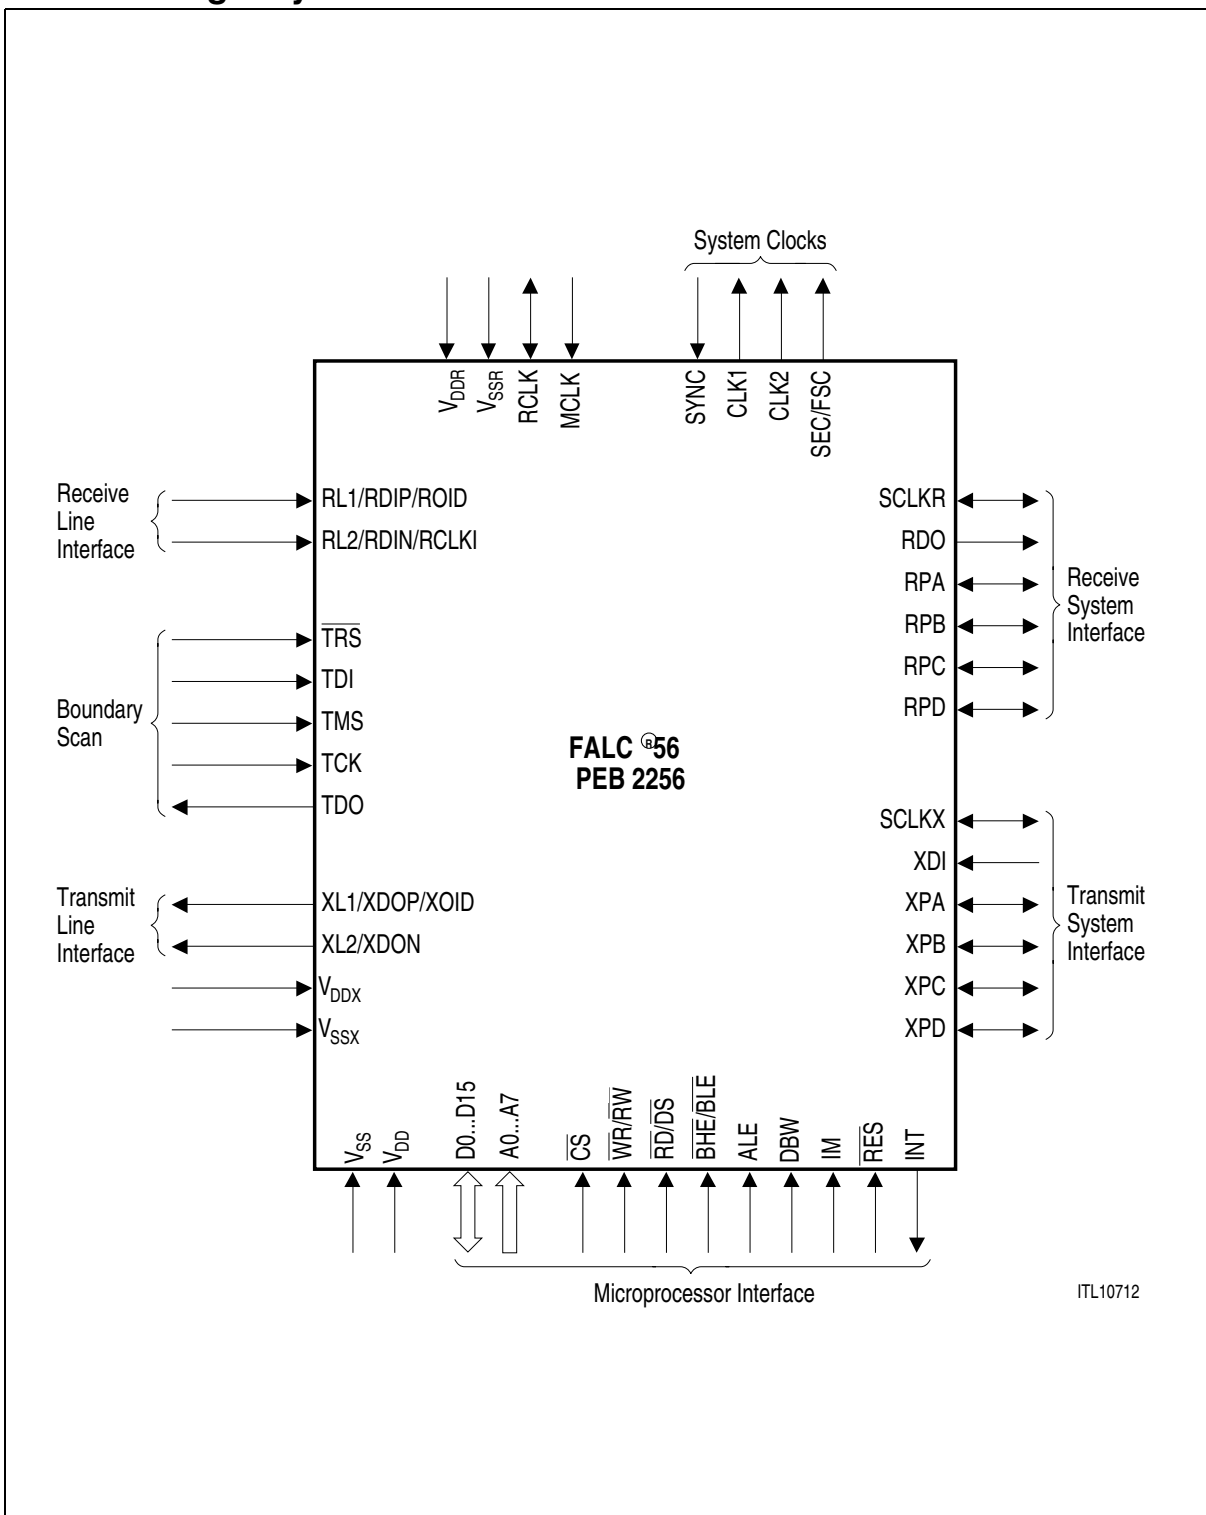 System Clocks
VDDR
VSSR
RCLK
MCLK
SYNC
CLK1
CLK2
SEC/FSC
Receive
Line
Interface
RL1/RDIP/ROID
RL2/RDIN/RCLKI
Boundary
Scan
TRS
TDI
TMS
TCK
TDO
Transmit
Line
Interface
XL1/XDOP/XOID
XL2/XDON
VDDX
VSSX
FALC ®56
PEB 2256
SCLKR
RDO
RPA
RPB
RPC
RPD
Receive
System
Interface
SCLKX
XDI
XPA
XPB
XPC
XPD
Transmit
System
Interface
VSS
VDD
D0...D15
A0...A7
CS
WR/RW
RD/DS
BHE/BLE
ALE
DBW
IM
RES
INT
Microprocessor Interface
ITL10712